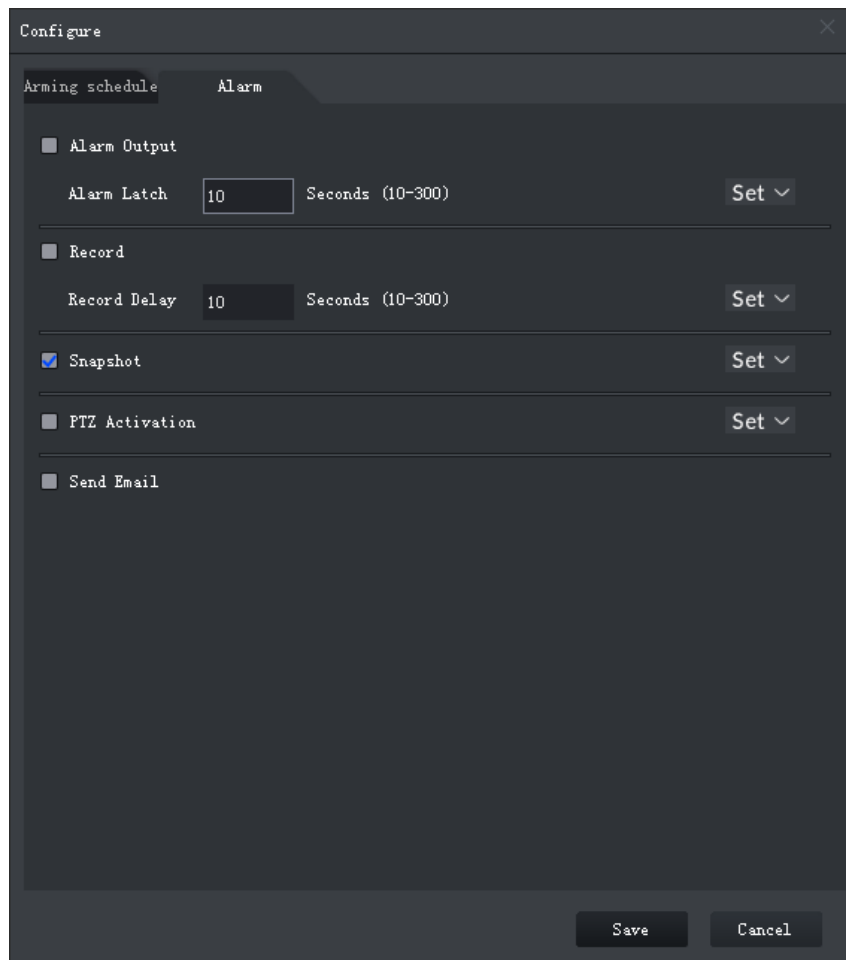 Configure
Arming schedule Alarm
Alarm Output
Alarm Latch 10 Seconds (10-300) Set
Record
Record Delay 10 Seconds (10-300) Set
Snapshot Set
PTZ Activation Set
Send Email
Save Cancel